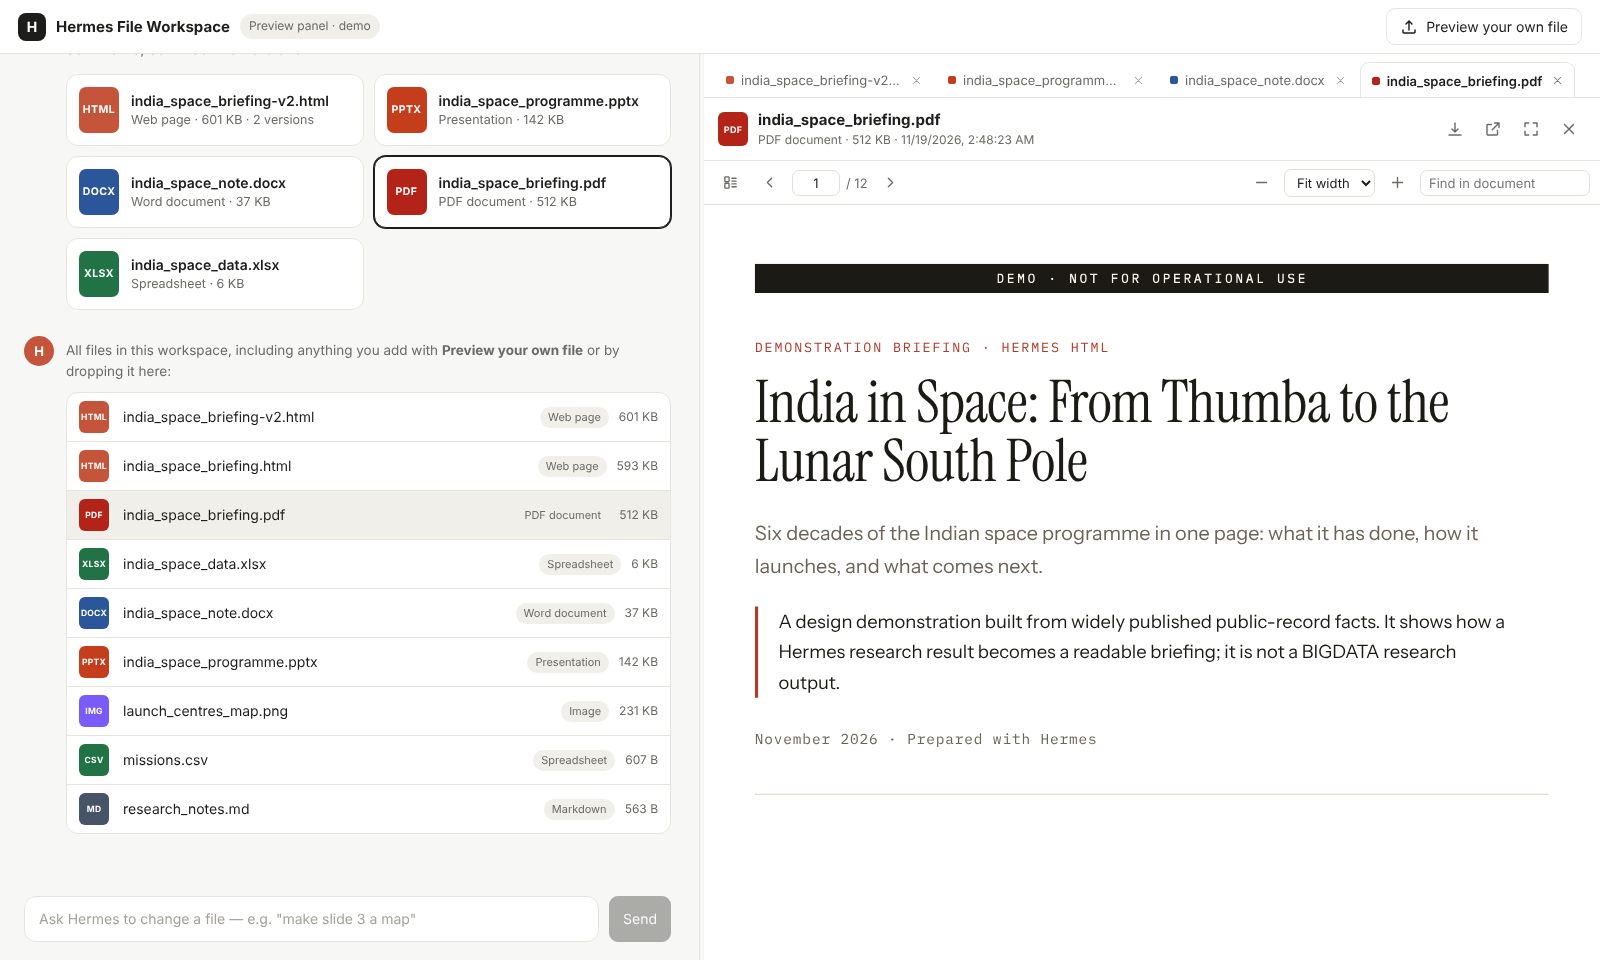 H Hermes File Workspace Preview panel · demo Preview your own file
HTML india_space_briefing-v2.html
Web page · 601 KB · 2 versions
PPTX india_space_programme.pptx
Presentation · 142 KB
DOCX india_space_note.docx
Word document · 37 KB
PDF india_space_briefing.pdf
PDF document · 512 KB
XLSX india_space_data.xlsx
Spreadsheet · 6 KB
H All files in this workspace, including anything you add with Preview your own file or by
dropping it here:
HTML india_space_briefing-v2.html Web page 601 KB
HTML india_space_briefing.html Web page 593 KB
PDF india_space_briefing.pdf PDF document 512 KB
XLSX india_space_data.xlsx Spreadsheet 6 KB
DOCX india_space_note.docx Word document 37 KB
PPTX india_space_programme.pptx Presentation 142 KB
IMG launch_centres_map.png Image 231 KB
CSV missions.csv Spreadsheet 607 B
MD research_notes.md Markdown 563 B
Ask Hermes to change a file — e.g. "make slide 3 a map" Send
india_space_briefing-v2... india_space_programm... india_space_note.docx india_space_briefing.pdf
PDF india_space_briefing.pdf
PDF document · 512 KB · 11/19/2026, 2:48:23 AM
1 / 12 Fit width Find in document
DEMO · NOT FOR OPERATIONAL USE
DEMONSTRATION BRIEFING · HERMES HTML
India in Space: From Thumba to the
Lunar South Pole
Six decades of the Indian space programme in one page: what it has done, how it
launches, and what comes next.
A design demonstration built from widely published public-record facts. It shows how a
Hermes research result becomes a readable briefing; it is not a BIGDATA research
output.
November 2026 · Prepared with Hermes